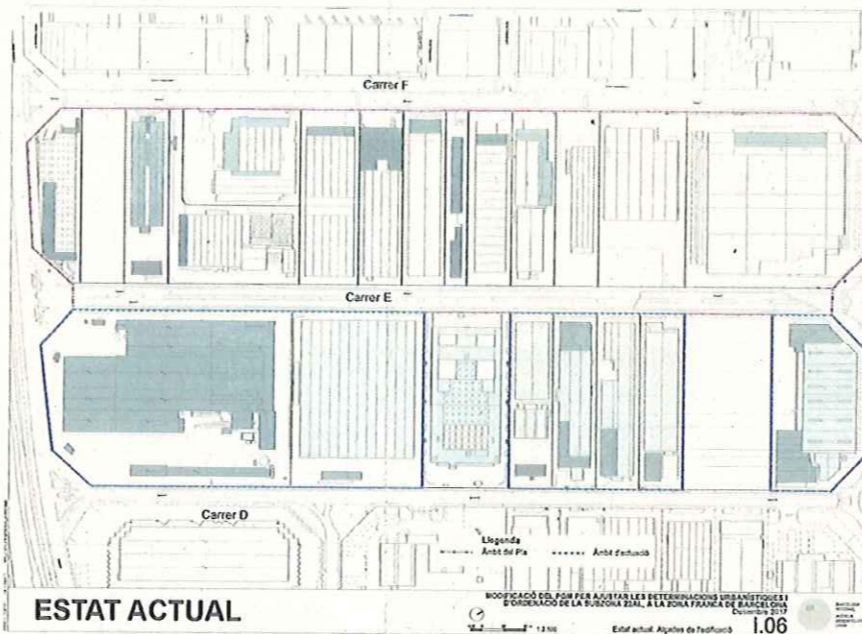 Carrer F
Carrer E
Carrer D
Llegenda
Àmbit del Pla
Àmbit d'actuació
ESTAT ACTUAL
MODIFICACIÓ DEL PGM PER AJUSTAR LES DETERMINACIONS URBANÍSTIQUES I
D'ORDENACIÓ DE LA SUBZONA 22AL, A LA ZONA FRANCA DE BARCELONA
Desembre 2017
Estat actual. Alçades de l'edificació
I.06